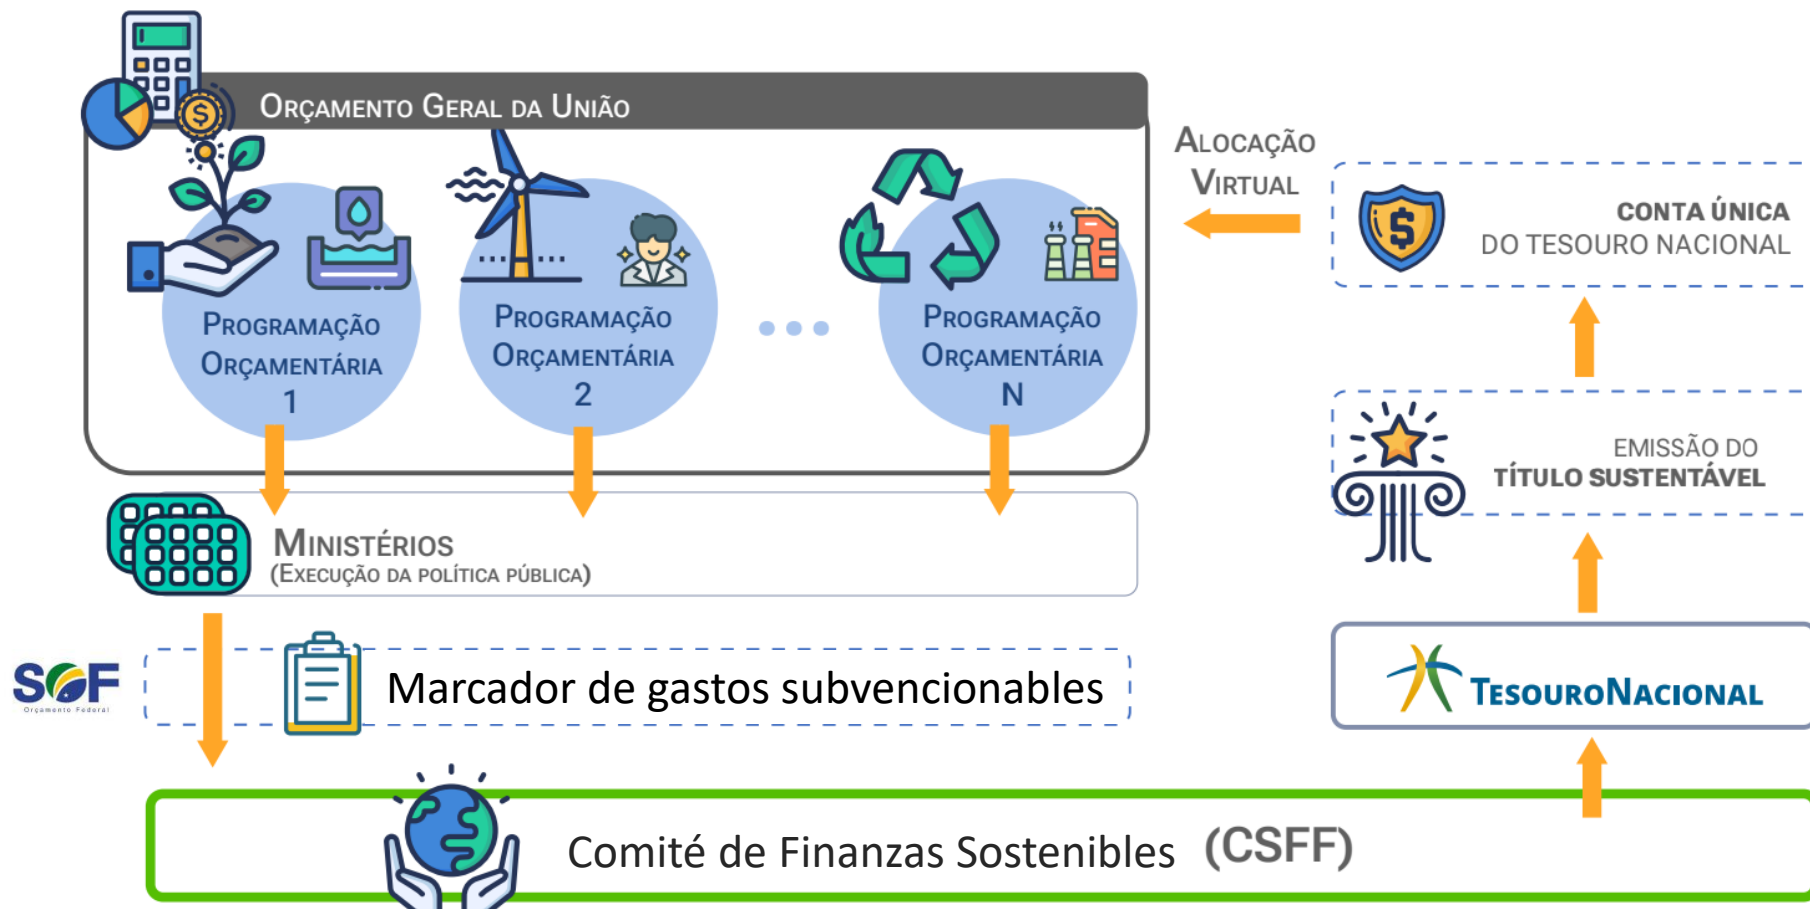 ORÇAMENTO GERAL DA UNIÃO
PROGRAMAÇÃO
ORÇAMENTÁRIA
1
PROGRAMAÇÃO
ORÇAMENTÁRIA
2
PROGRAMAÇÃO
ORÇAMENTÁRIA
N
ALOCAÇÃO
VIRTUAL
CONTA ÚNICA
DO TESOURO NACIONAL
EMISSÃO DO
TÍTULO SUSTENTÁVEL
MINISTÉRIOS
(EXECUÇÃO DA POLÍTICA PÚBLICA)
SOF
Orçamento Federal
Marcador de gastos subvencionables
TESOURONACIONAL
Comité de Finanzas Sostenibles (CSFF)